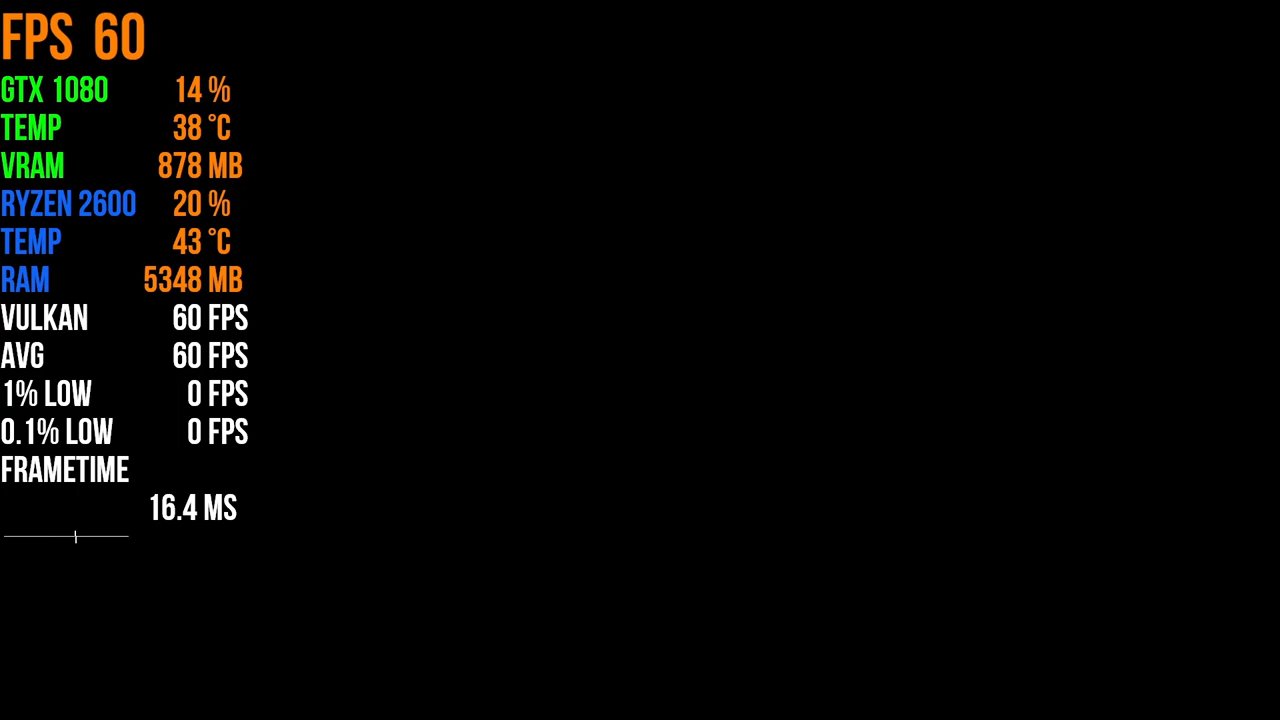 FPS 60
GTX 1080 14 %
TEMP 38 °C
VRAM 878 MB
RYZEN 2600 20 %
TEMP 43 °C
RAM 5348 MB
VULKAN 60 FPS
AVG 60 FPS
1% LOW 0 FPS
0.1% LOW 0 FPS
FRAMETIME
16.4 MS